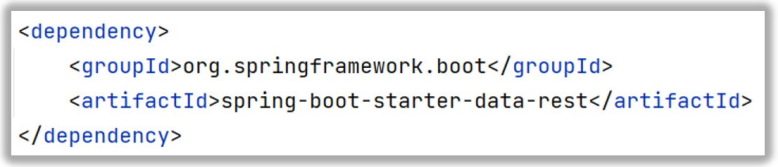 <dependency>
    <groupId>org.springframework.boot</groupId>
    <artifactId>spring-boot-starter-data-rest</artifactId>
</dependency>